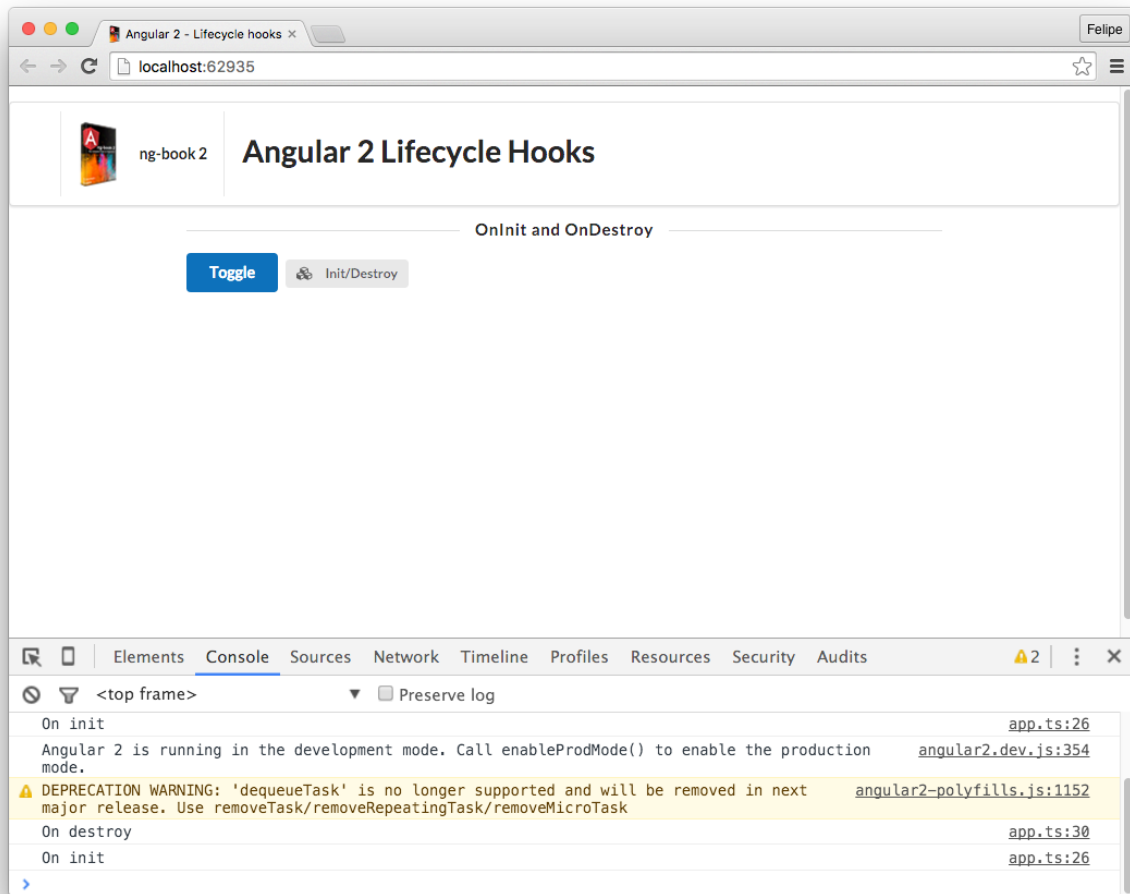 Angular 2 - Lifecycle hooks
Felipe
localhost:62935
ng-book 2
Angular 2 Lifecycle Hooks
OnInit and OnDestroy
Toggle
Init/Destroy
Elements Console Sources Network Timeline Profiles Resources Security Audits 2
<top frame> Preserve log
On init app.ts:26
Angular 2 is running in the development mode. Call enableProdMode() to enable the production angular2.dev.js:354
mode.
DEPRECATION WARNING: 'dequeueTask' is no longer supported and will be removed in next angular2-polyfills.js:1152
major release. Use removeTask/removeRepeatingTask/removeMicroTask
On destroy app.ts:30
On init app.ts:26